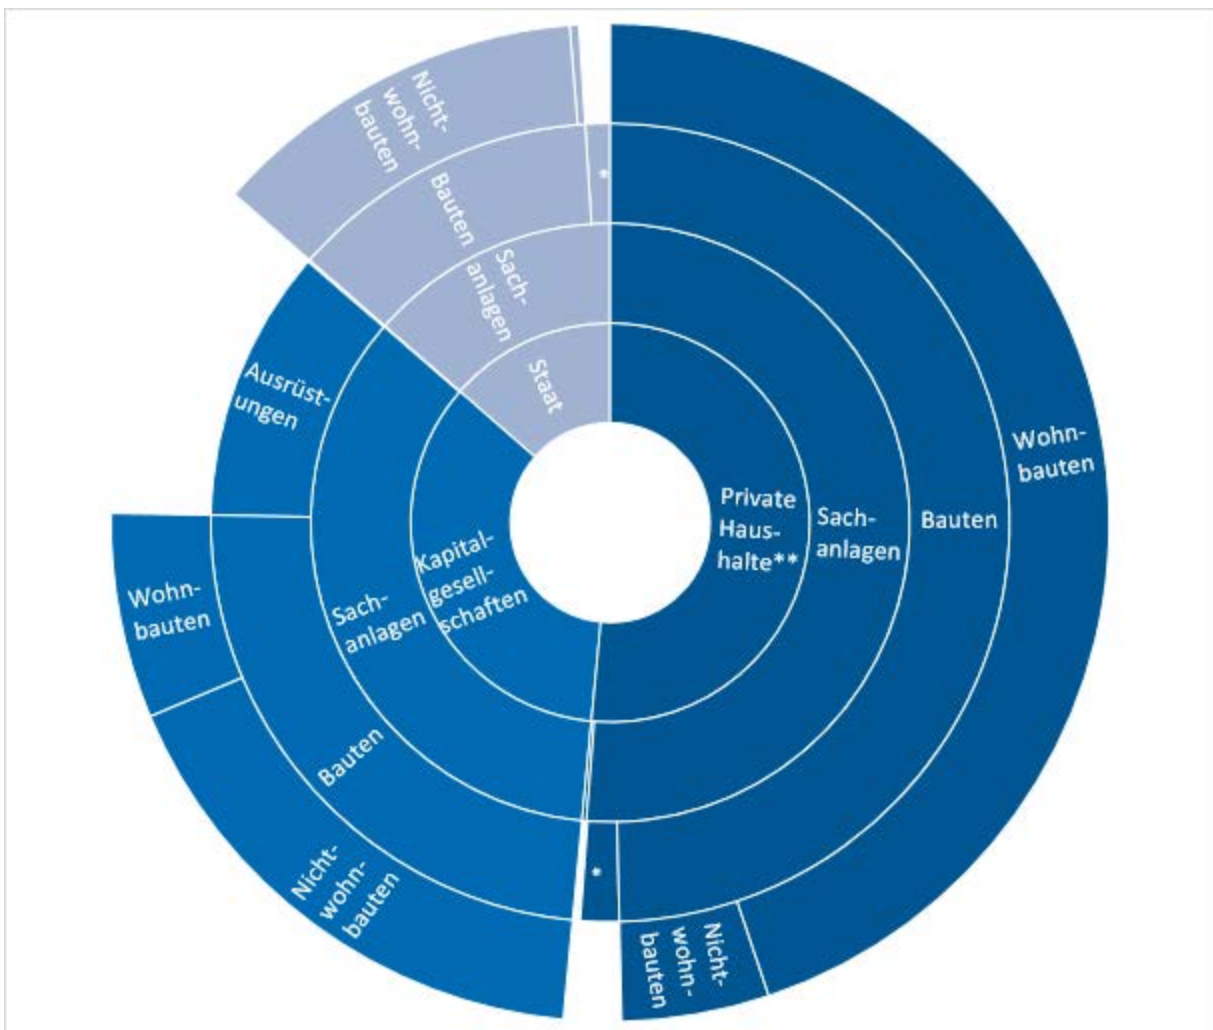 Nicht-
wohn-
bauten
Bauten
*
Sach-
anlagen
Staat
Ausrüst-
ungen
Wohn-
bauten
Private
Haus-
halte**
Sach-
anlagen
Bauten
Wohn-
bauten
Kapital-
gesell-
schaften
Sach-
anlagen
Bauten
Nicht-
wohn-
bauten
*
Nicht-
wohn-
bauten